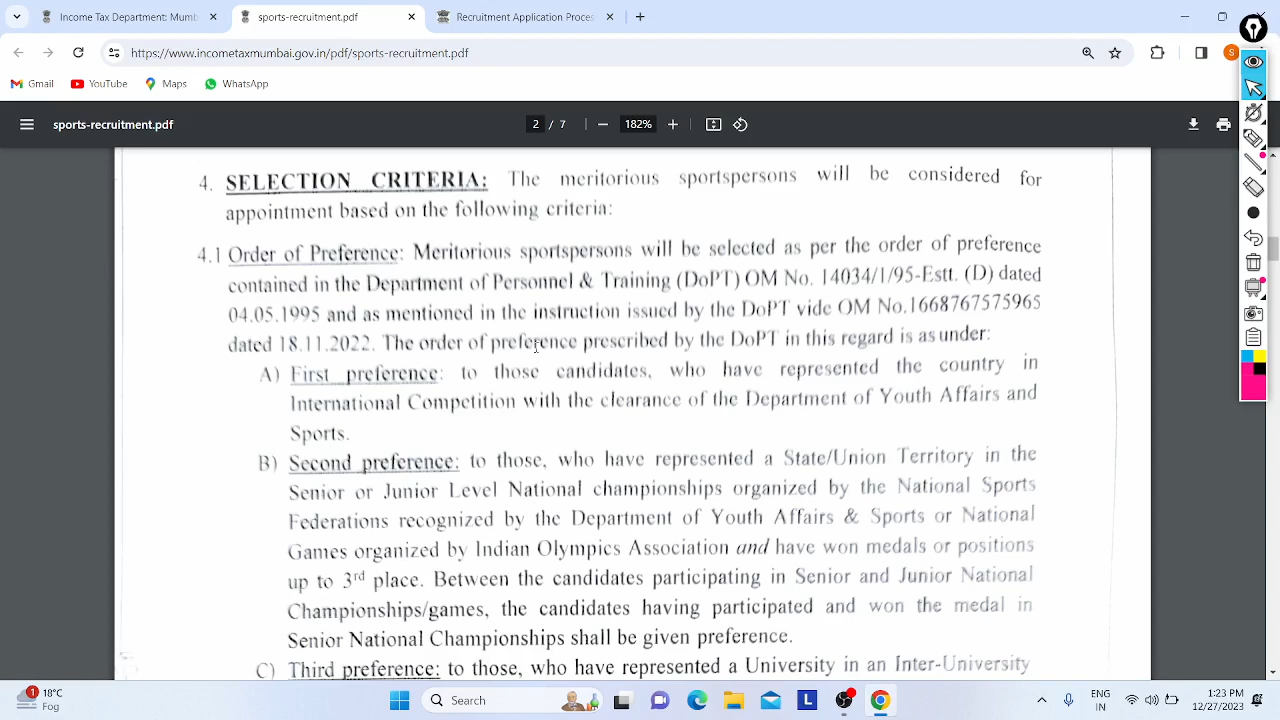 Income Tax Department: Mumb
sports-recruitment.pdf
Recruitment Application Proces
https://www.incometaxmumbai.gov.in/pdf/sports-recruitment.pdf
S
Gmail
YouTube
Maps
WhatsApp
sports-recruitment.pdf
2 / 7
182%
4. SELECTION CRITERIA: The meritorious sportspersons will be considered for
appointment based on the following criteria:
4.1 Order of Preference: Meritorious sportspersons will be selected as per the order of preference
contained in the Department of Personnel & Training (DoPT) OM No. 14034/1/95-Estt. (D) dated
04.05.1995 and as mentioned in the instruction issued by the DoPT vide OM No.1668767575965
dated 18.11.2022. The order of preference prescribed by the DoPT in this regard is as under:
A) First preference: to those candidates, who have represented the country in
International Competition with the clearance of the Department of Youth Affairs and
Sports.
B) Second preference: to those, who have represented a State/Union Territory in the
Senior or Junior Level National championships organized by the National Sports
Federations recognized by the Department of Youth Affairs & Sports or National
Games organized by Indian Olympics Association and have won medals or positions
up to 3rd place. Between the candidates participating in Senior and Junior National
Championships/games, the candidates having participated and won the medal in
Senior National Championships shall be given preference.
C) Third preference: to those, who have represented a University in an Inter-University
1
18°C
Fog
Search
L
ENG
IN
1:23 PM
12/27/2023